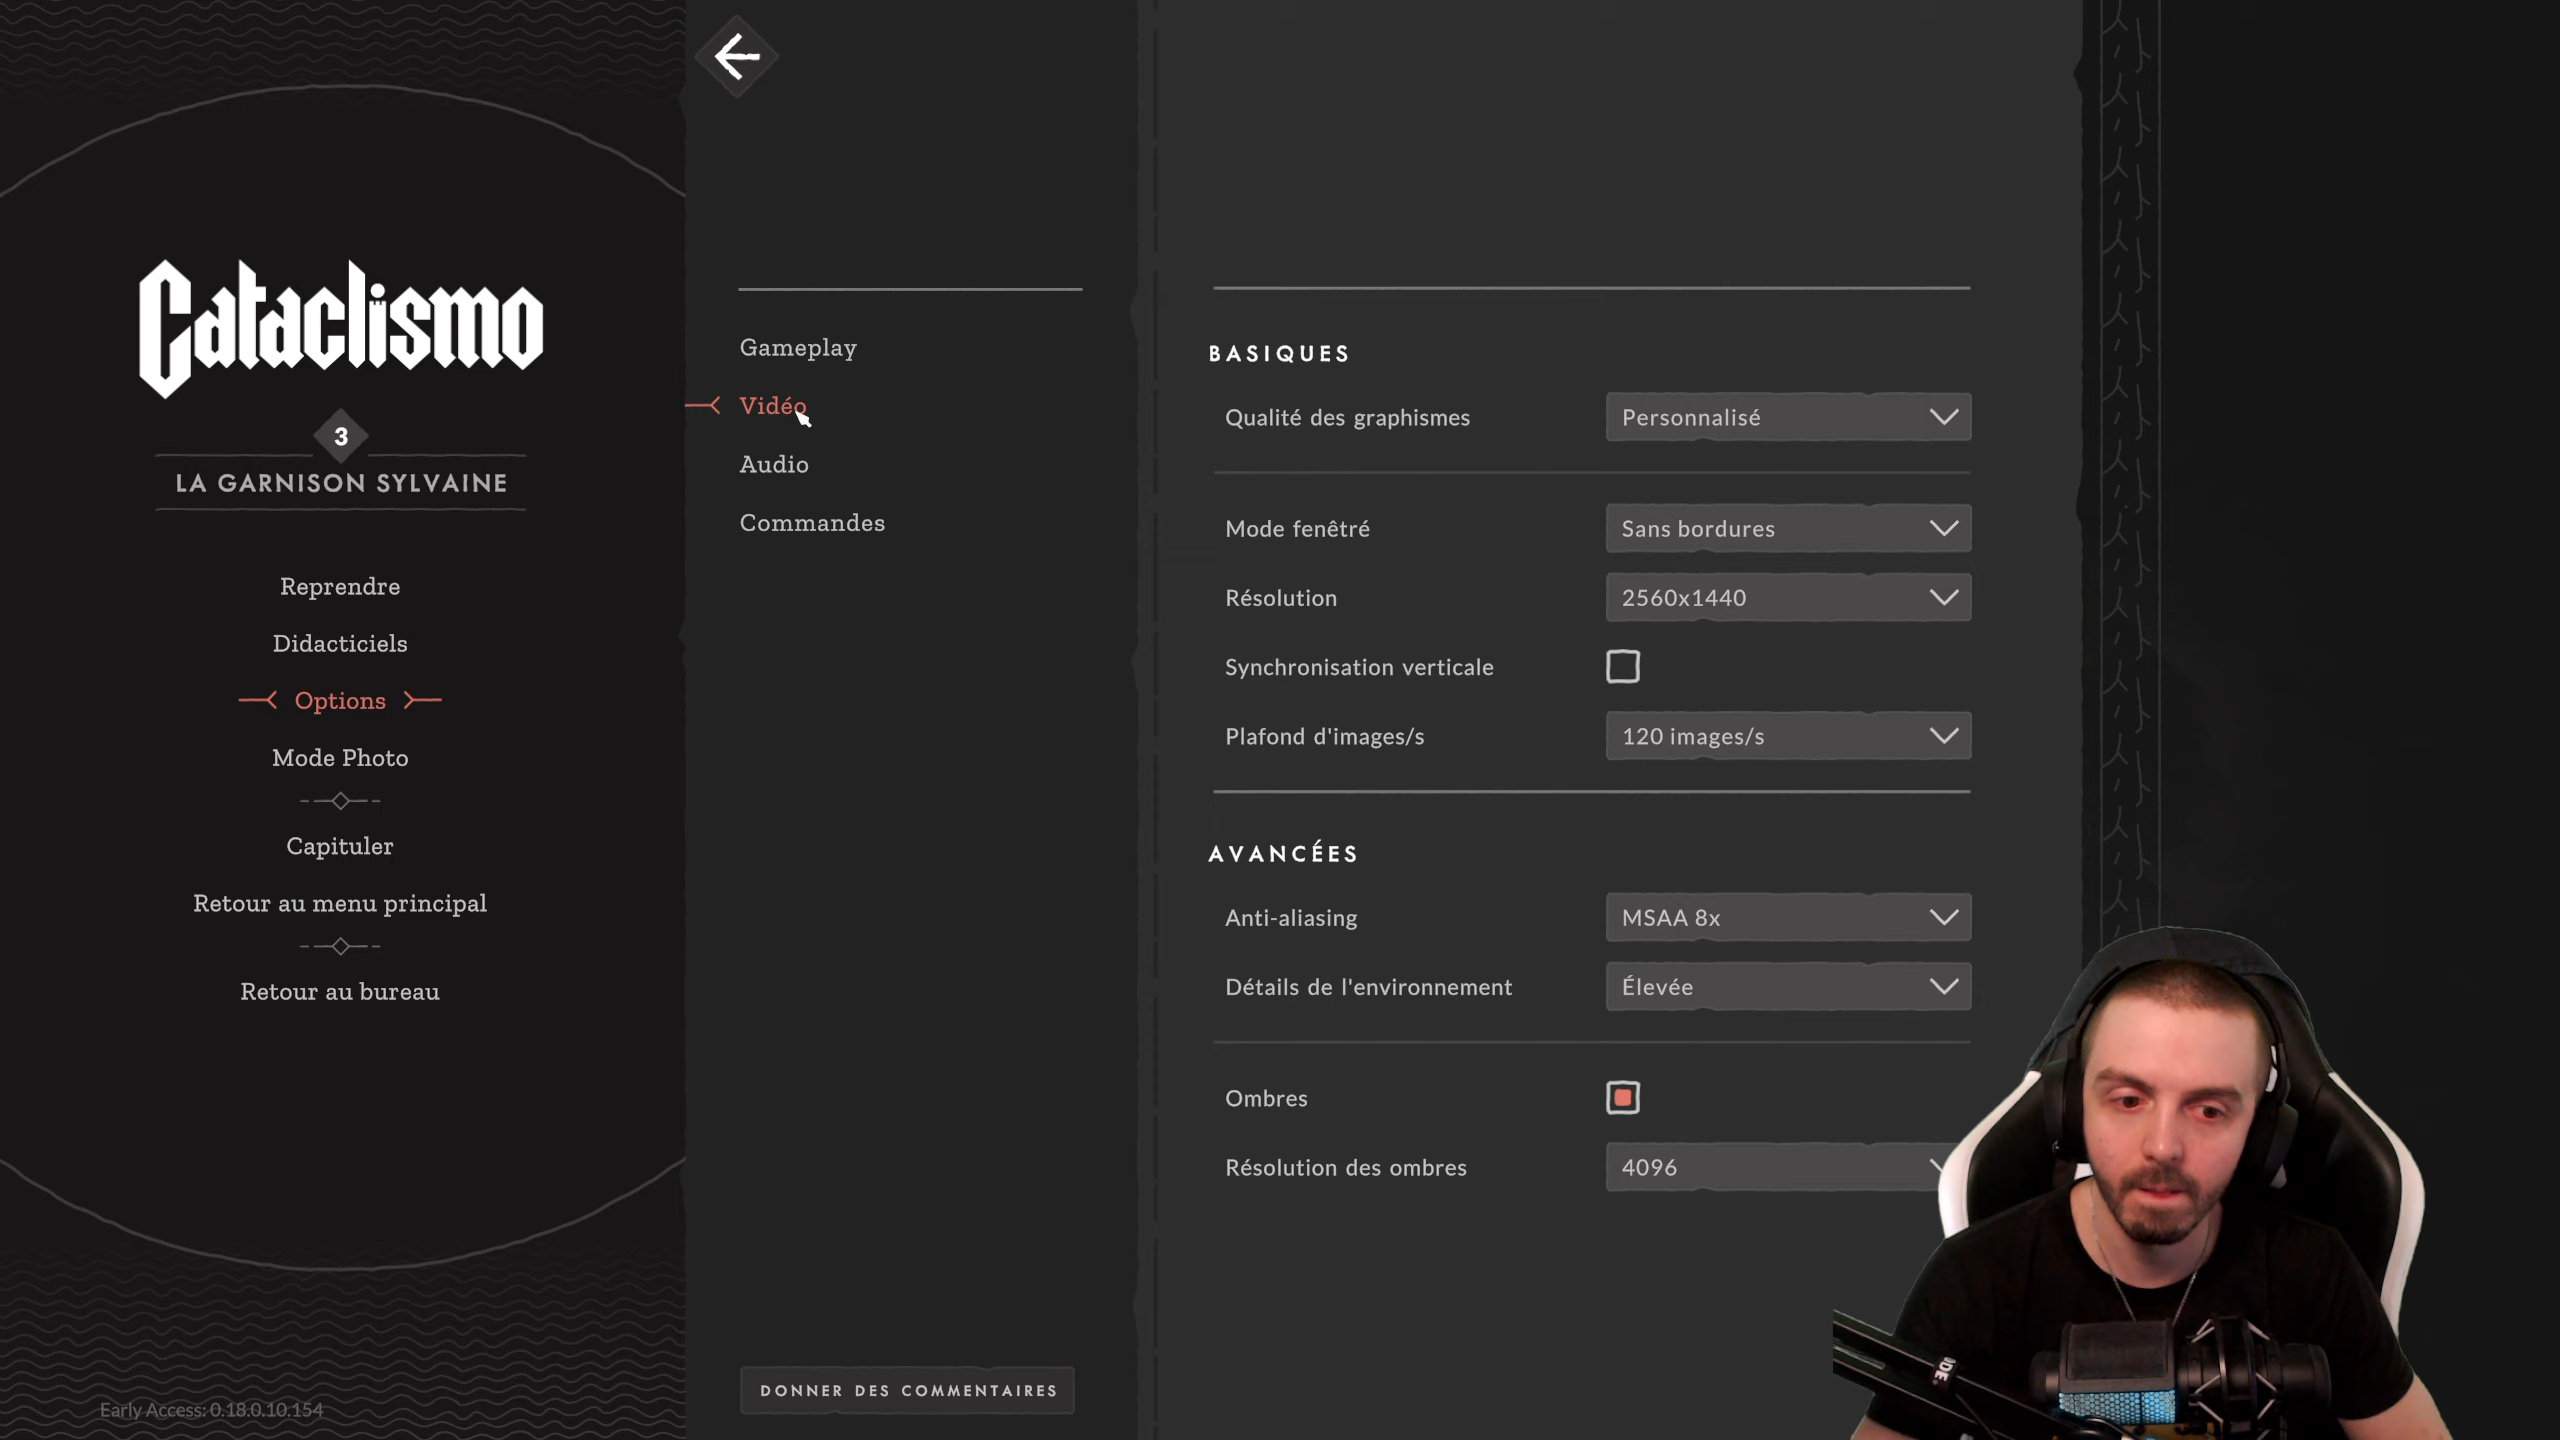 Cataclismo
3
LA GARNISON SYLVAINE
Reprendre
Didacticiels
Options
Mode Photo
Capituler
Retour au menu principal
Retour au bureau
Early Access: 0.18.0.10.154
Gameplay
Vidéo
Audio
Commandes
DONNER DES COMMENTAIRES
BASIQUES
Qualité des graphismes Personnalisé
Mode fenêtré Sans bordures
Résolution 2560x1440
Synchronisation verticale
Plafond d'images/s 120 images/s
AVANCÉES
Anti-aliasing MSAA 8x
Détails de l'environnement Élevée
Ombres
Résolution des ombres 4096